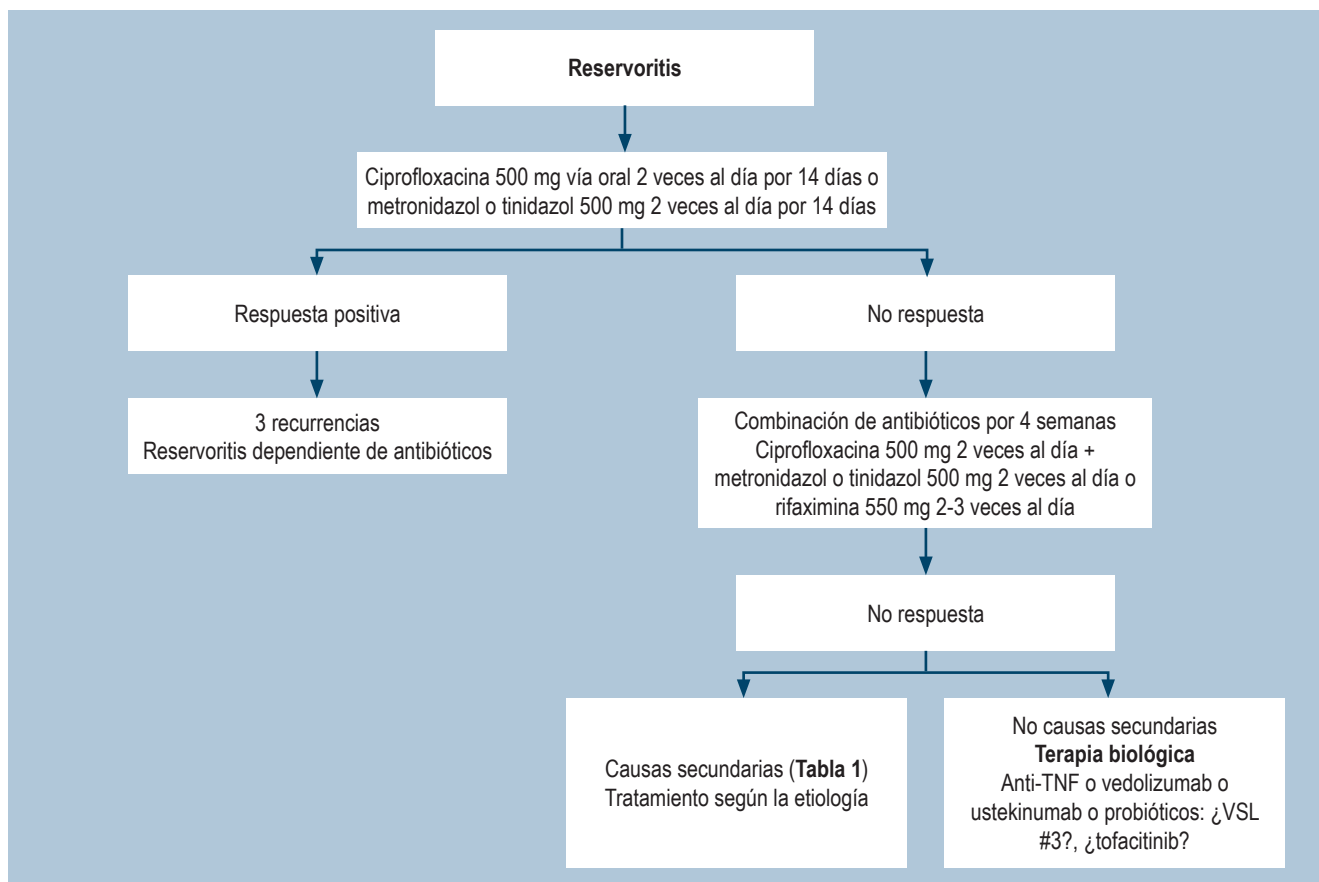 Reservoritis
Ciprofloxacina 500 mg vía oral 2 veces al día por 14 días o
metronidazol o tinidazol 500 mg 2 veces al día por 14 días
Respuesta positiva
No respuesta
3 recurrencias
Reservoritis dependiente de antibióticos
Combinación de antibióticos por 4 semanas
Ciprofloxacina 500 mg 2 veces al día +
metronidazol o tinidazol 500 mg 2 veces al día o
rifaximina 550 mg 2-3 veces al día
No respuesta
Causas secundarias (Tabla 1)
Tratamiento según la etiología
No causas secundarias
Terapia biológica
Anti-TNF o vedolizumab o
ustekinumab o probióticos: ¿VSL
#3?, ¿tofacitinib?